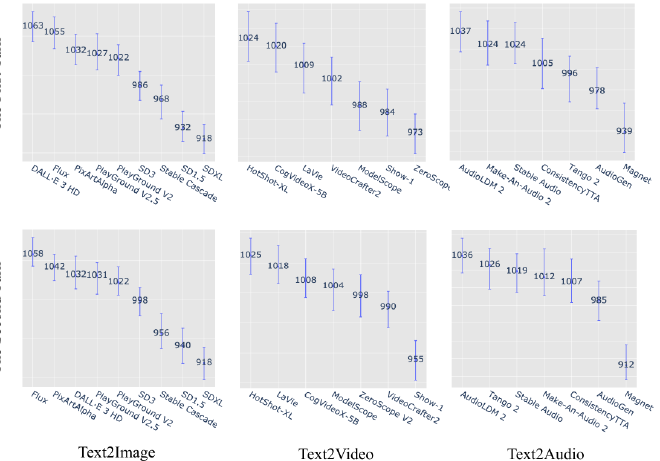 1063 1055 1032 1027 1022 986 968 932 918
DALL-E 3 HD Flux PixArtAlpha PlayGround V2.5 PlayGround V2 SD3 Stable Cascade SD1.5 SDXL
1024 1020 1009 1002 988 984 973
HotShot-XL CogVideoX-5B LaVie VideoCrafter2 ModelScope Show-1 ZeroScope
1037 1024 1024 1005 996 978 939
AudioLDM 2 Make-An-Audio 2 Stable Audio ConsistencyTTA Tango 2 AudioGen Magnet
1058 1042 1032 1031 1022 998 956 940 918
Flux PixArtAlpha DALL-E 3 HD PlayGround V2.5 PlayGround V2 SD3 Stable Cascade SD1.5 SDXL
1025 1018 1008 1004 998 990 955
HotShot-XL LaVie CogVideoX-5B ModelScope ZeroScope V2 VideoCrafter2 Show-1
1036 1026 1019 1012 1007 985 912
AudioLDM 2 Tango 2 Stable Audio Make-An-Audio 2 ConsistencyTTA AudioGen Magnet
Text2Image Text2Video Text2Audio